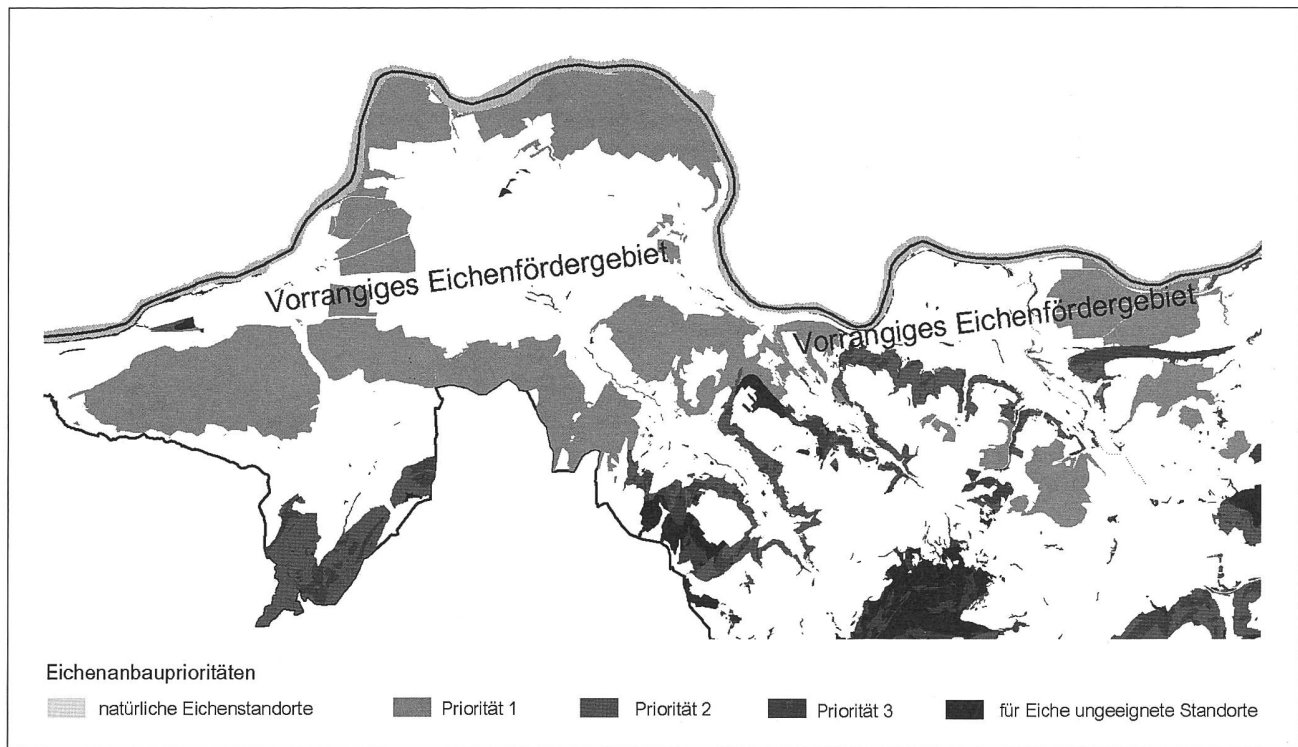 Vorrangiges Eichenfördergebiet
Vorrangiges Eichenfördergebiet
Eichenanbauprioritäten
natürliche Eichenstandorte
Priorität 1
Priorität 2
Priorität 3
für Eiche ungeeignete Standorte